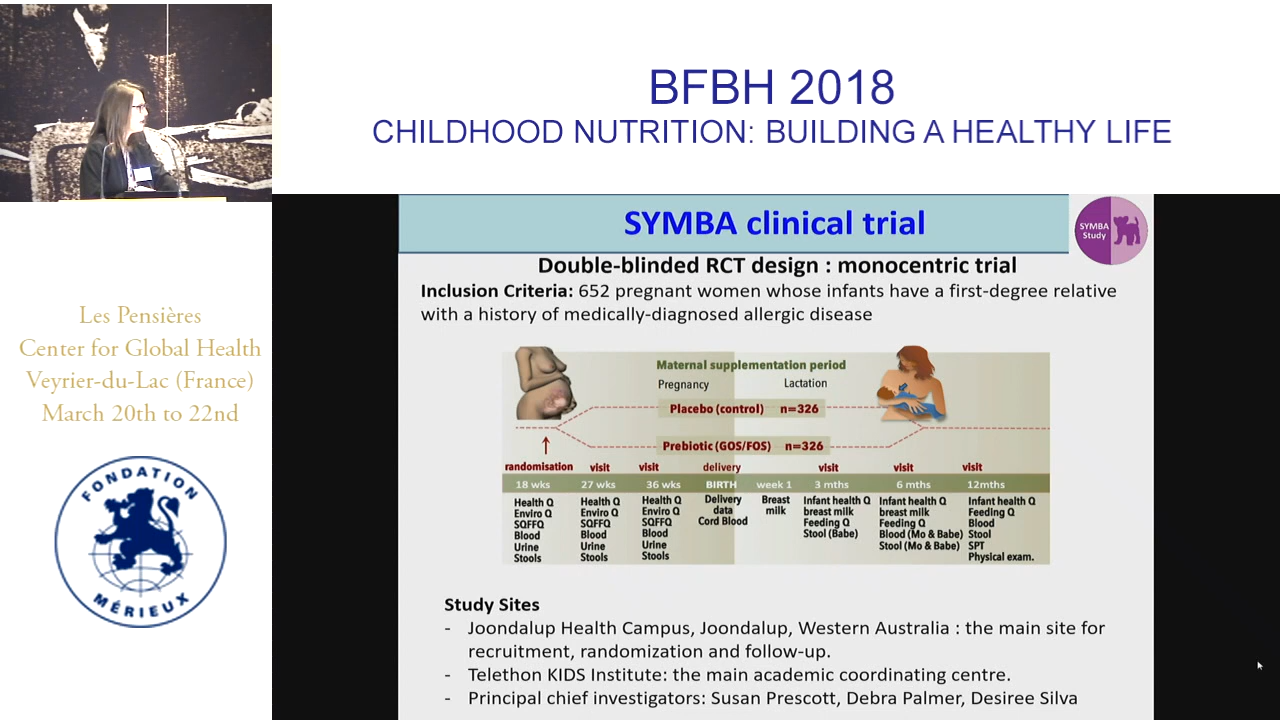 BFBH 2018
CHILDHOOD NUTRITION: BUILDING A HEALTHY LIFE
Les Pensières
Center for Global Health
Veyrier-du-Lac (France)
March 20th to 22nd
FONDATION
MÉRIEUX
SYMBA clinical trial
SYMBA
Study
Double-blinded RCT design : monocentric trial
Inclusion Criteria: 652 pregnant women whose infants have a first-degree relative
with a history of medically-diagnosed allergic disease
Maternal supplementation period
Pregnancy Lactation
Placebo (control) n=326
Prebiotic (GOS/FOS) n=326
randomisation visit visit delivery visit visit visit
18 wks 27 wks 36 wks BIRTH week 1 3 mths 6 mths 12mths
Health Q
Enviro Q
SQFFQ
Blood
Urine
Stools
Health Q
Enviro Q
SQFFQ
Blood
Urine
Stools
Health Q
Enviro Q
SQFFQ
Blood
Urine
Stools
Delivery
data
Cord Blood
Breast
milk
Infant health Q
breast milk
Feeding Q
Stool (Babe)
Infant health Q
breast milk
Feeding Q
Blood (Mo & Babe)
Stool (Mo & Babe)
Infant health Q
Feeding Q
Blood
Stool
SPT
Physical exam.
Study Sites
- Joondalup Health Campus, Joondalup, Western Australia : the main site for
recruitment, randomization and follow-up.
- Telethon KIDS Institute: the main academic coordinating centre.
- Principal chief investigators: Susan Prescott, Debra Palmer, Desiree Silva